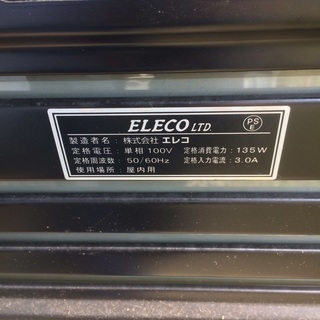 ELECO LTD.
PS
E
製造者名：株式会社 エレコ
定格電圧：単相 100V 定格消費電力：135W
定格周波数：50/60Hz 定格入力電流：3.0A
使用場所：屋内用